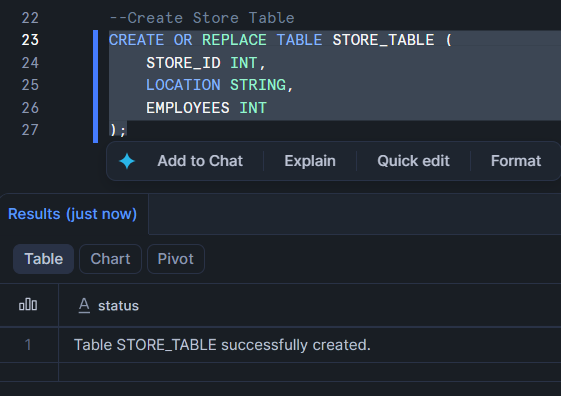 22 --Create Store Table
23 CREATE OR REPLACE TABLE STORE_TABLE (
24 STORE_ID INT,
25 LOCATION STRING,
26 EMPLOYEES INT
27 );
Add to Chat Explain Quick edit Format
Results (just now)
Table Chart Pivot
A status
1 Table STORE_TABLE successfully created.